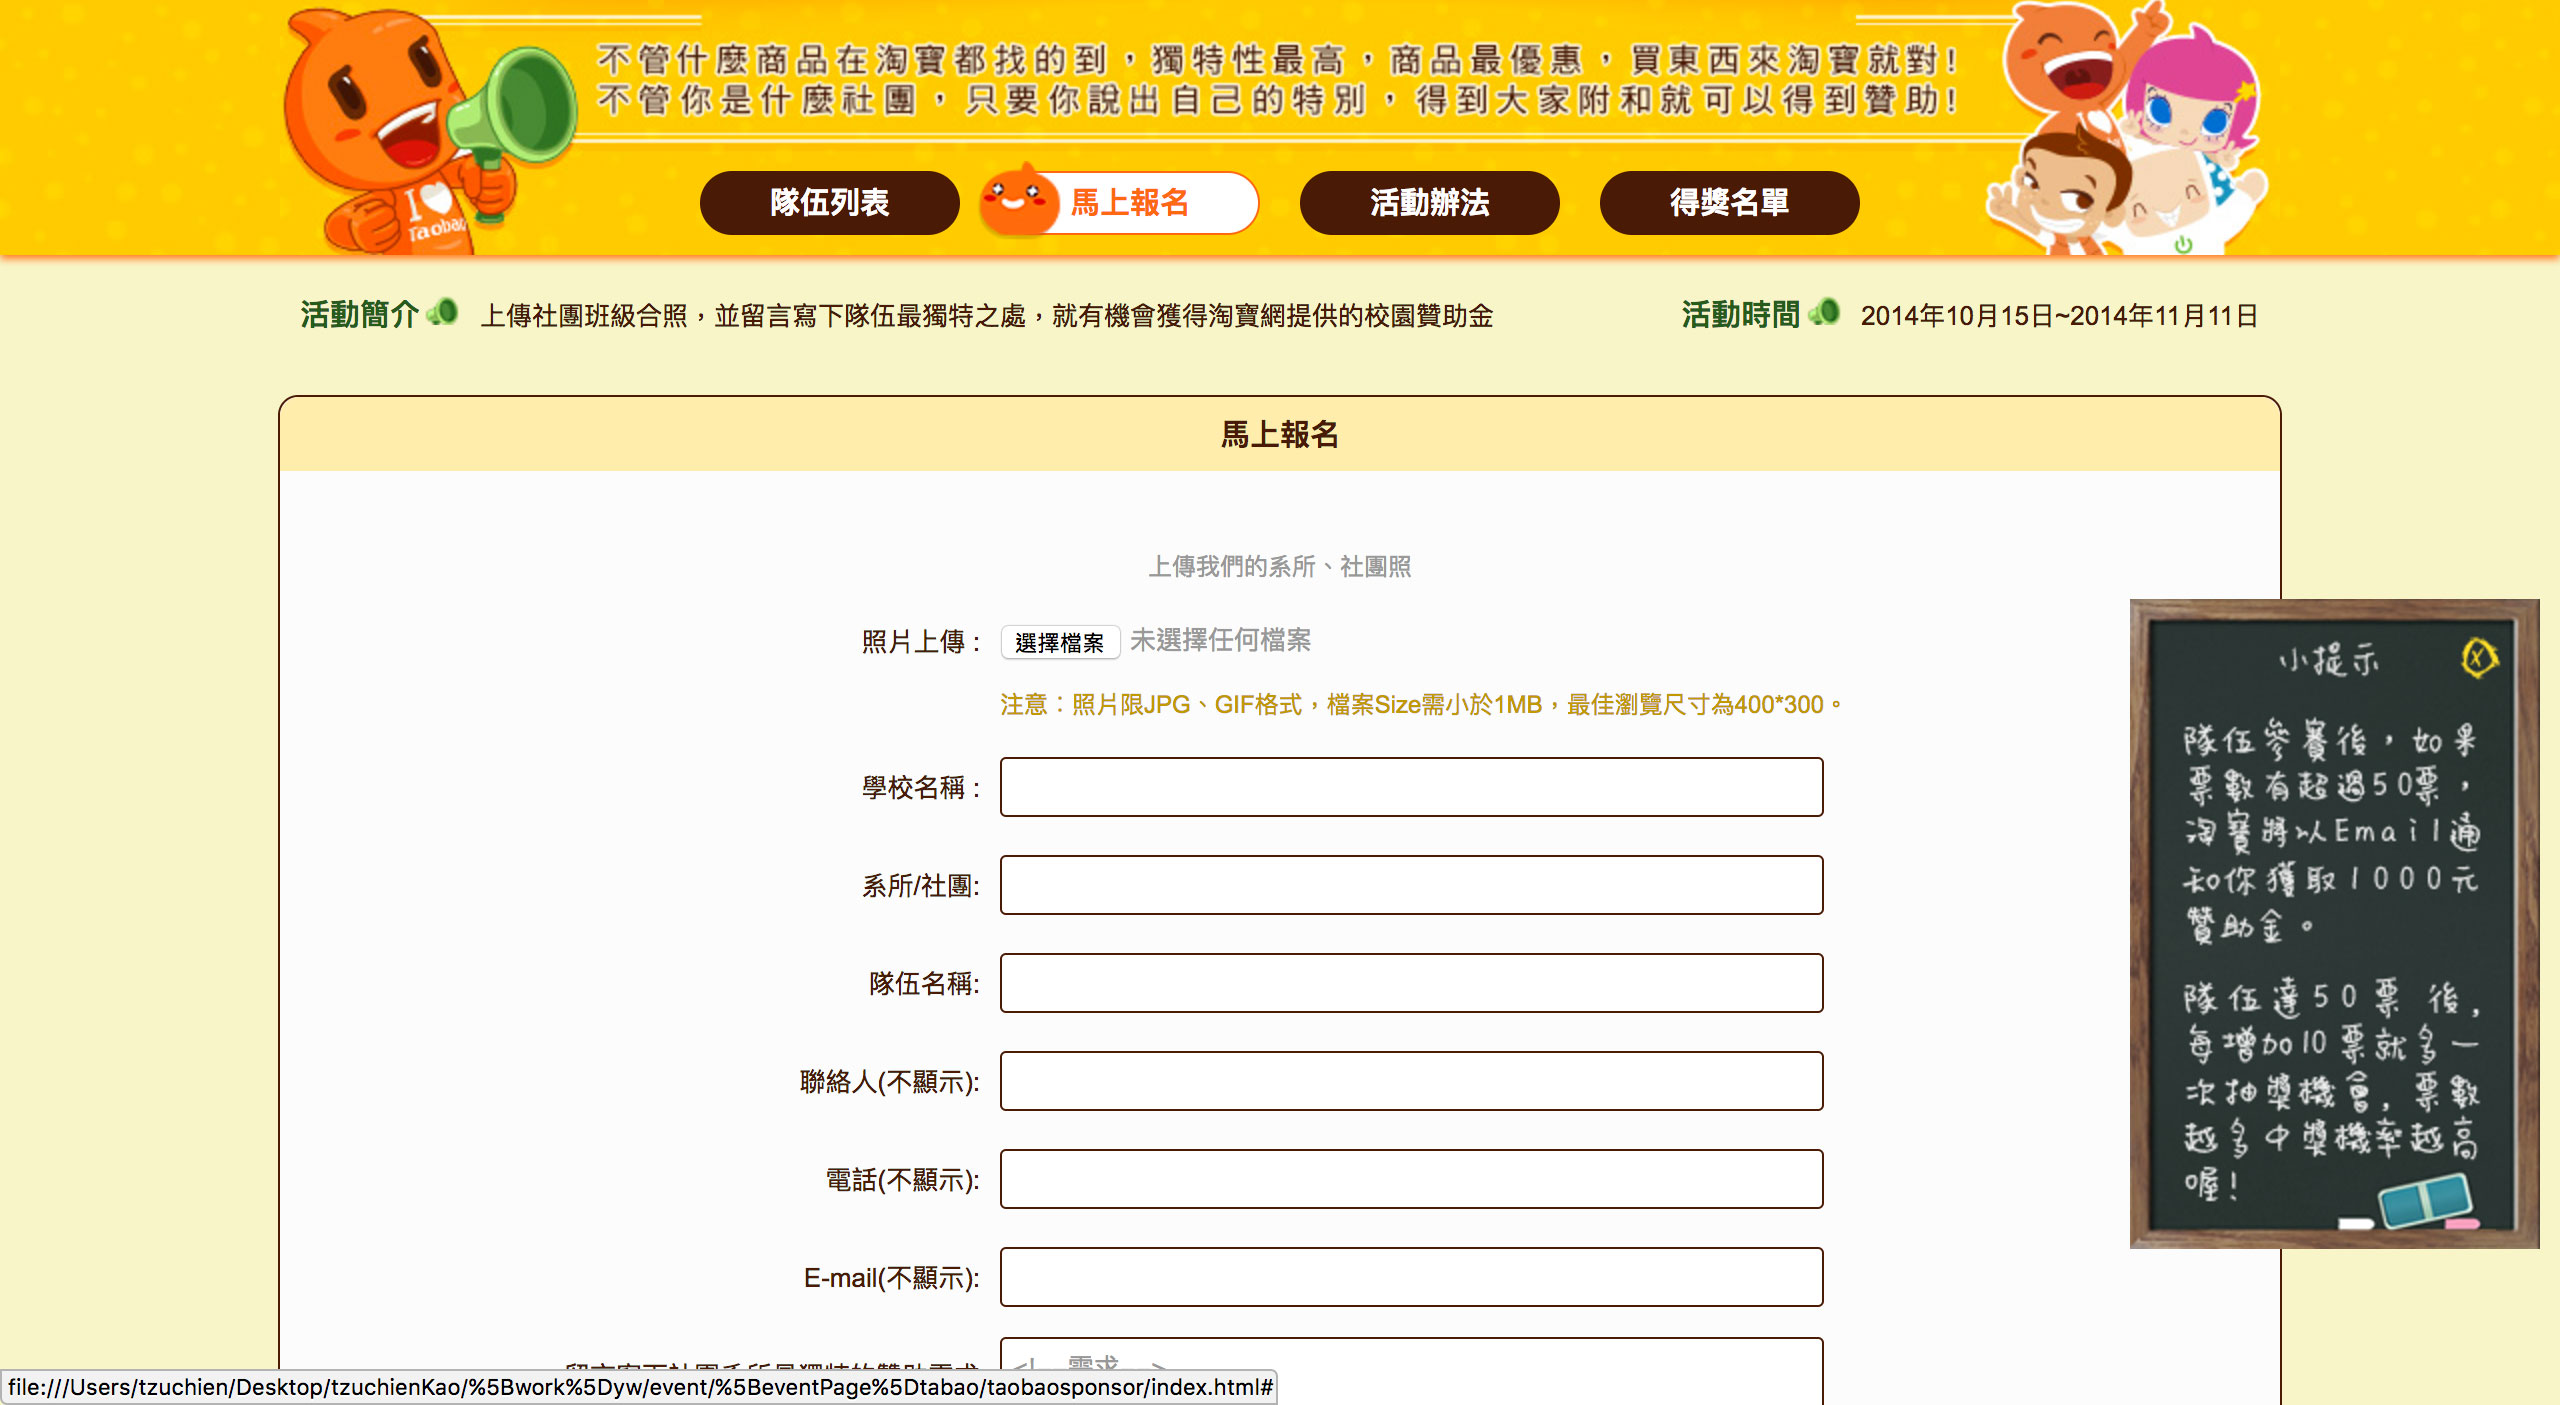 不管什麼商品在淘寶都找的到，獨特性最高，商品最優惠，買東西來淘寶就對!
不管你是什麼社團，只要你說出自己的特別，得到大家附和就可以得到贊助!
I
Taobao
隊伍列表 馬上報名 活動辦法 得獎名單
活動簡介 上傳社團班級合照，並留言寫下隊伍最獨特之處，就有機會獲得淘寶網提供的校園贊助金 活動時間 2014年10月15日~2014年11月11日
馬上報名
上傳我們的系所、社團照
照片上傳 : 選擇檔案 未選擇任何檔案
注意：照片限JPG、GIF格式，檔案Size需小於1MB，最佳瀏覽尺寸為400*300。
學校名稱 :
系所/社團:
隊伍名稱:
聯絡人(不顯示):
電話(不顯示):
E-mail(不顯示):
<!-- 需求 -->
小提示 X
隊伍參賽後，如果
票數有超過50票，
淘寶將以Email通
知你獲取1000元
贊助金。
隊伍達50票 後,
每增加10票就多一
次抽獎機會, 票數
越多中獎機率越高
喔!
file:///Users/tzuchien/Desktop/tzuchienKao/%5Bwork%5Dyw/event/%5BeventPage%5Dtabao/taobaosponsor/index.html#